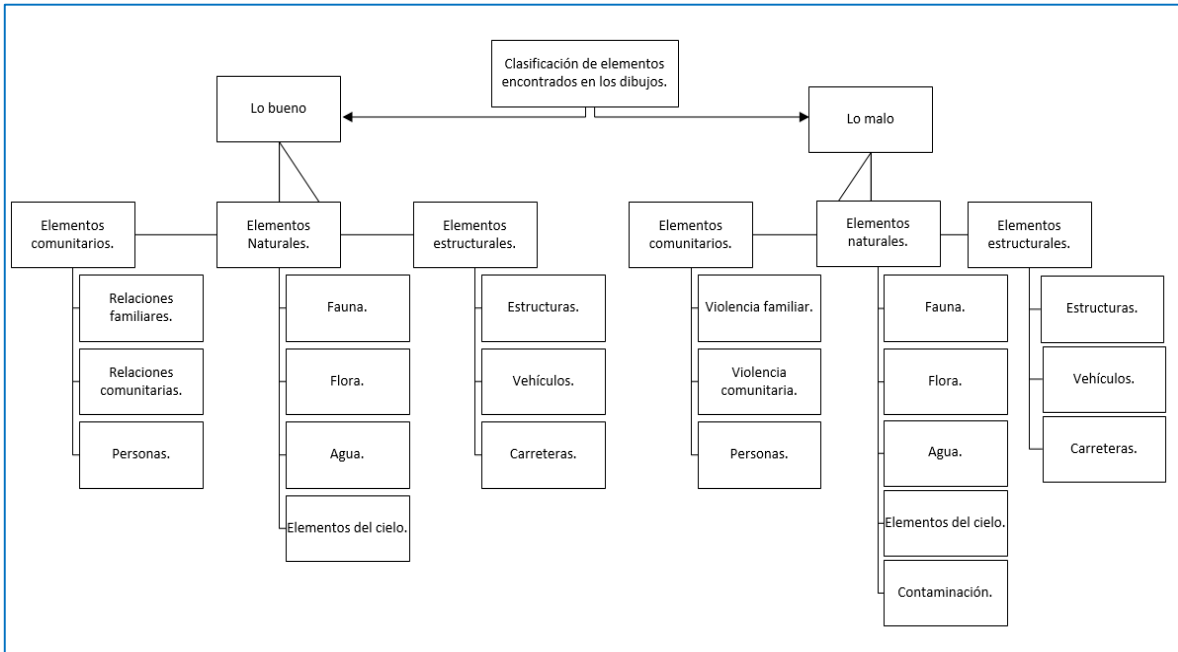 Clasificación de elementos
encontrados en los dibujos.
Lo bueno
Lo malo
Elementos
comunitarios.
Elementos
Naturales.
Elementos
estructurales.
Relaciones
familiares.
Relaciones
comunitarias.
Personas.
Fauna.
Flora.
Agua.
Elementos del cielo.
Estructuras.
Vehículos.
Carreteras.
Elementos
comunitarios.
Elementos
naturales.
Elementos
estructurales.
Violencia familiar.
Violencia
comunitaria.
Personas.
Fauna.
Flora.
Agua.
Elementos del cielo.
Contaminación.
Estructuras.
Vehículos.
Carreteras.